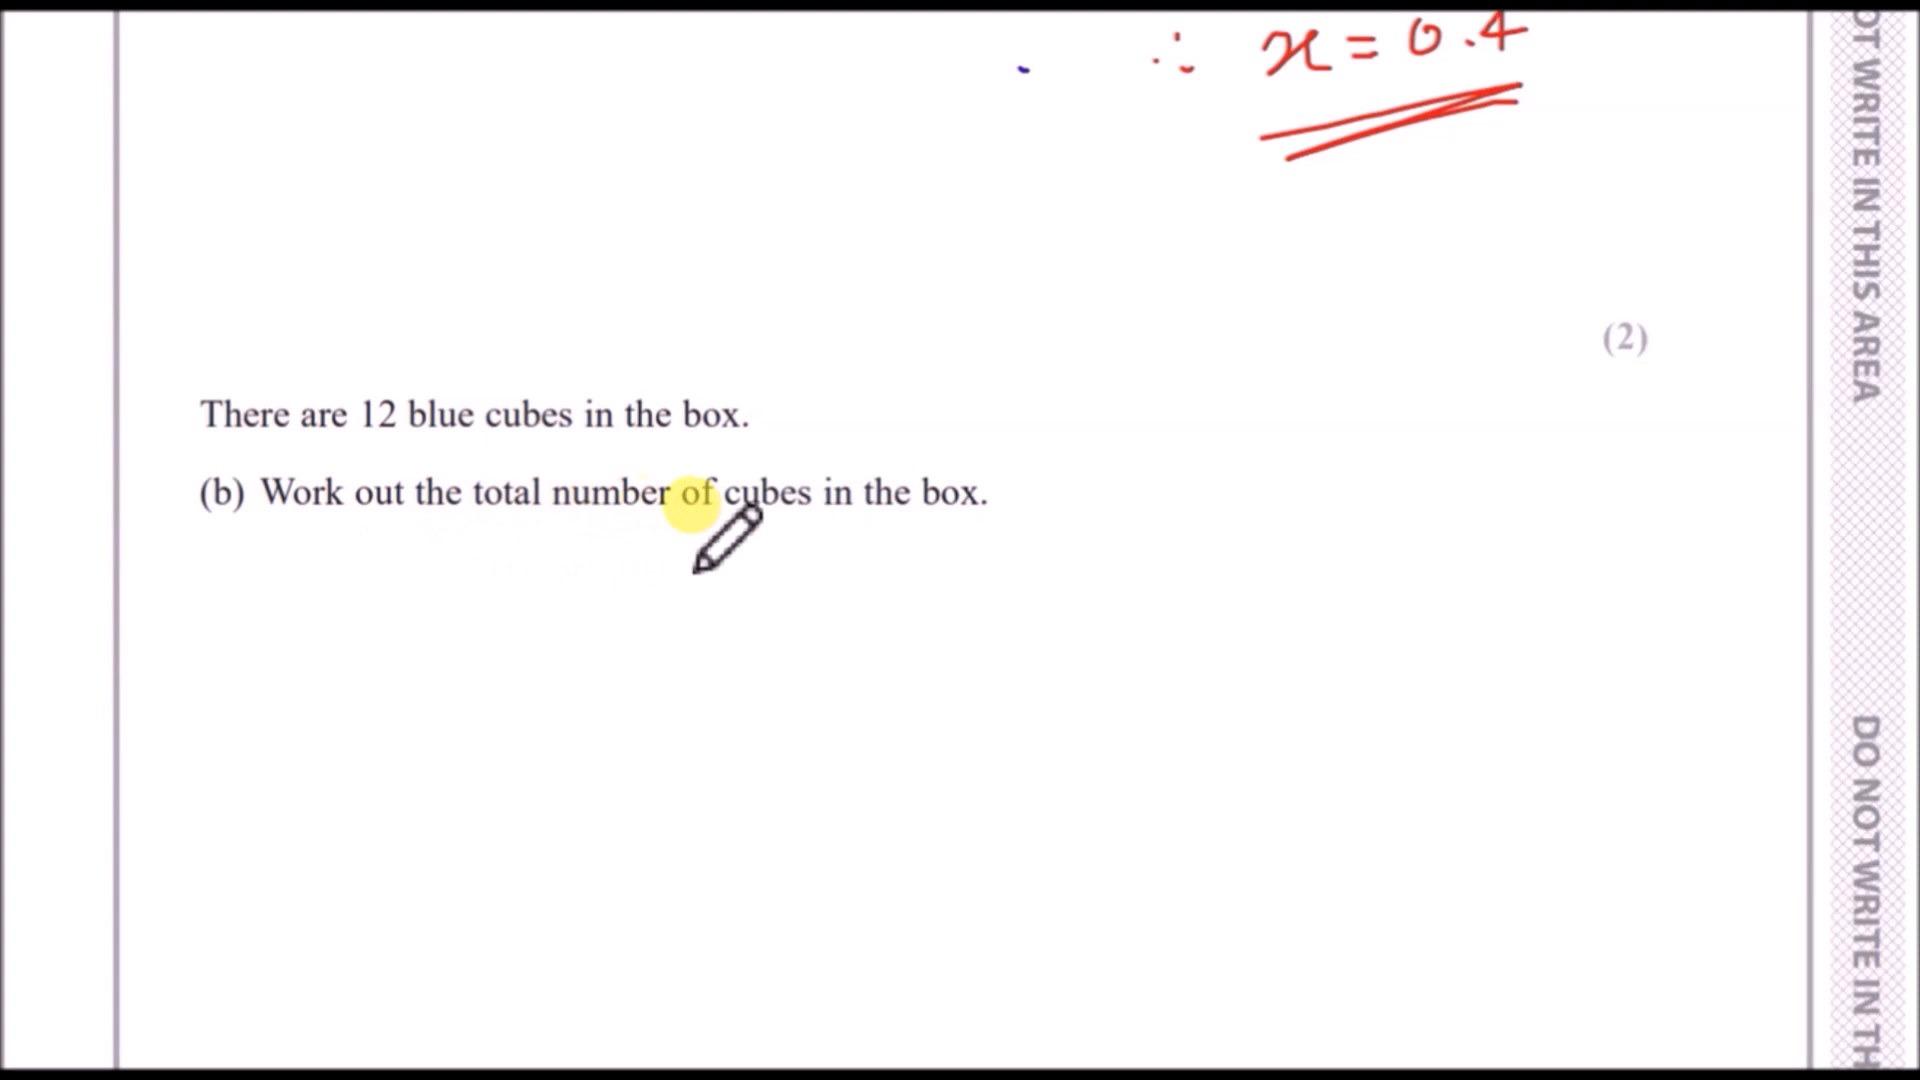 ∴ x = 0.4
(2)
There are 12 blue cubes in the box.
(b) Work out the total number of cubes in the box.
OT WRITE IN THIS AREA
DO NOT WRITE IN TH